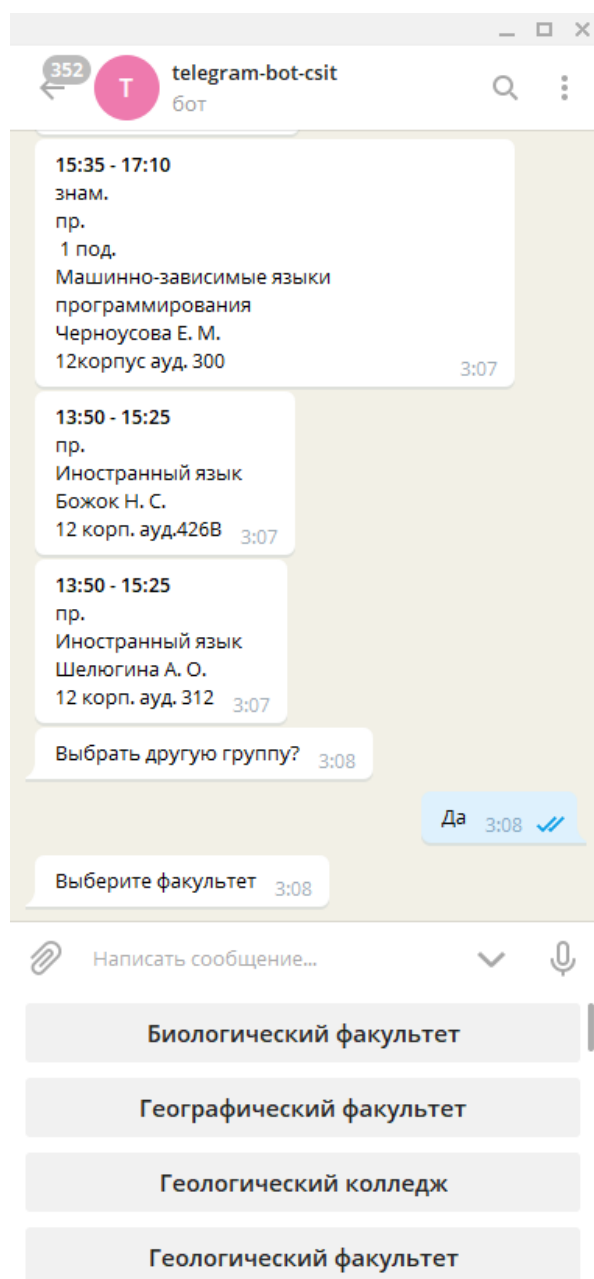 352
T
telegram-bot-csit
бот
15:35 - 17:10
знам.
пр.
1 под.
Машинно-зависимые языки
программирования
Черноусова Е. М.
12корпус ауд. 300
3:07
13:50 - 15:25
пр.
Иностранный язык
Божок Н. С.
12 корп. ауд.426В 3:07
13:50 - 15:25
пр.
Иностранный язык
Шелюгина А. О.
12 корп. ауд. 312 3:07
Выбрать другую группу? 3:08
Да 3:08
Выберите факультет 3:08
Написать сообщение...
Биологический факультет
Географический факультет
Геологический колледж
Геологический факультет